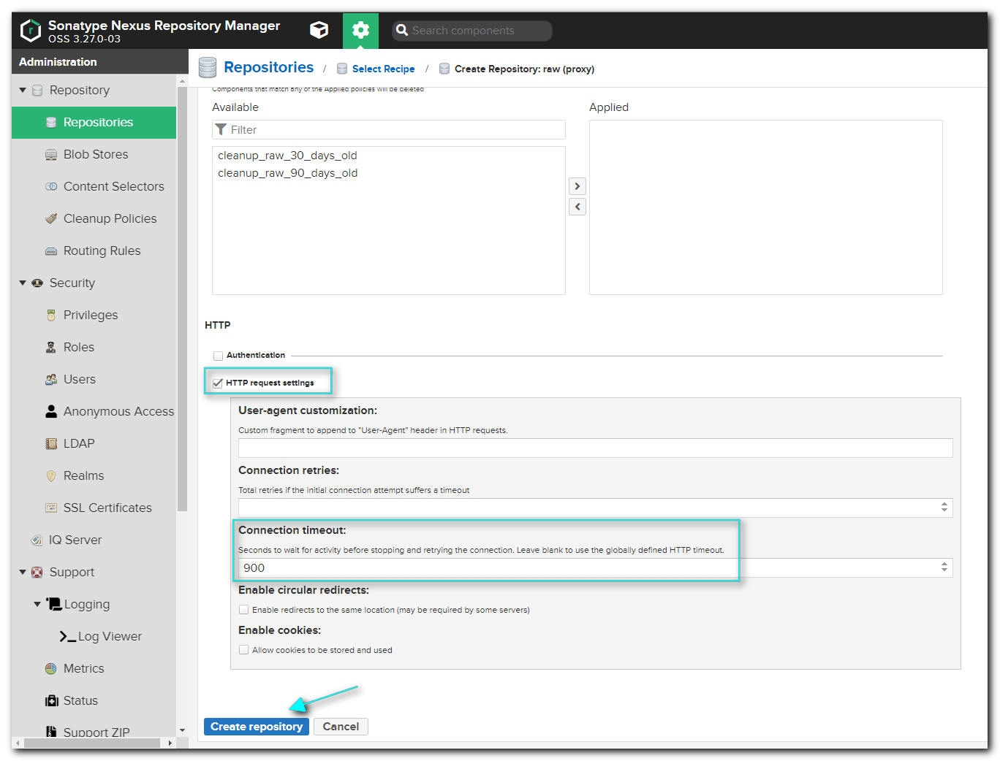 Sonatype Nexus Repository Manager
OSS 3.27.0-03
Search components
Administration
Repository
Repositories
Blob Stores
Content Selectors
Cleanup Policies
Routing Rules
Security
Privileges
Roles
Users
Anonymous Access
LDAP
Realms
SSL Certificates
IQ Server
Support
Logging
Log Viewer
Metrics
Status
Support ZIP
Repositories / Select Recipe / Create Repository: raw (proxy)
Components that match any of the Applied policies will be deleted
Available
Applied
Filter
cleanup_raw_30_days_old
cleanup_raw_90_days_old
HTTP
Authentication
HTTP request settings
User-agent customization:
Custom fragment to append to "User-Agent" header in HTTP requests.
Connection retries:
Total retries if the initial connection attempt suffers a timeout
Connection timeout:
Seconds to wait for activity before stopping and retrying the connection. Leave blank to use the globally defined HTTP timeout.
900
Enable circular redirects:
Enable redirects to the same location (may be required by some servers)
Enable cookies:
Allow cookies to be stored and used
Create repository
Cancel